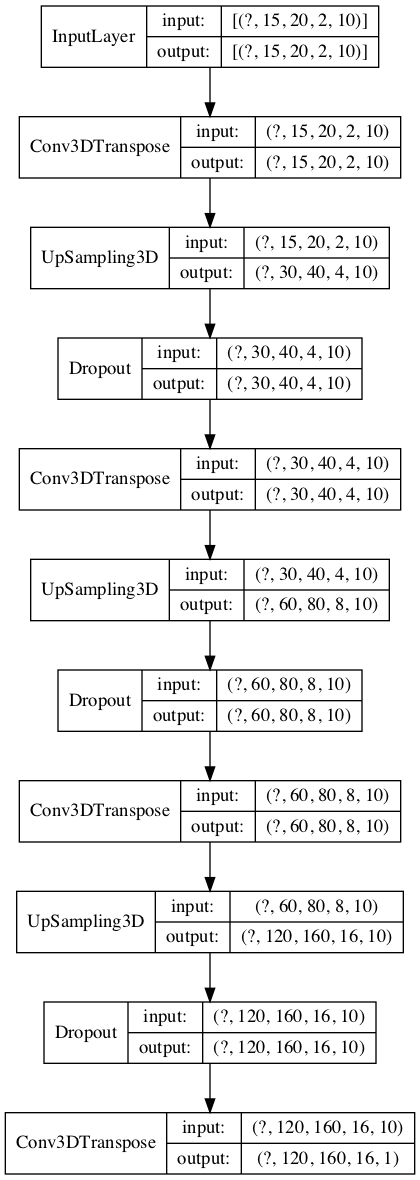 InputLayer
input: [(?, 15, 20, 2, 10)]
output: [(?, 15, 20, 2, 10)]
Conv3DTranspose
input: (?, 15, 20, 2, 10)
output: (?, 15, 20, 2, 10)
UpSampling3D
input: (?, 15, 20, 2, 10)
output: (?, 30, 40, 4, 10)
Dropout
input: (?, 30, 40, 4, 10)
output: (?, 30, 40, 4, 10)
Conv3DTranspose
input: (?, 30, 40, 4, 10)
output: (?, 30, 40, 4, 10)
UpSampling3D
input: (?, 30, 40, 4, 10)
output: (?, 60, 80, 8, 10)
Dropout
input: (?, 60, 80, 8, 10)
output: (?, 60, 80, 8, 10)
Conv3DTranspose
input: (?, 60, 80, 8, 10)
output: (?, 60, 80, 8, 10)
UpSampling3D
input: (?, 60, 80, 8, 10)
output: (?, 120, 160, 16, 10)
Dropout
input: (?, 120, 160, 16, 10)
output: (?, 120, 160, 16, 10)
Conv3DTranspose
input: (?, 120, 160, 16, 10)
output: (?, 120, 160, 16, 1)